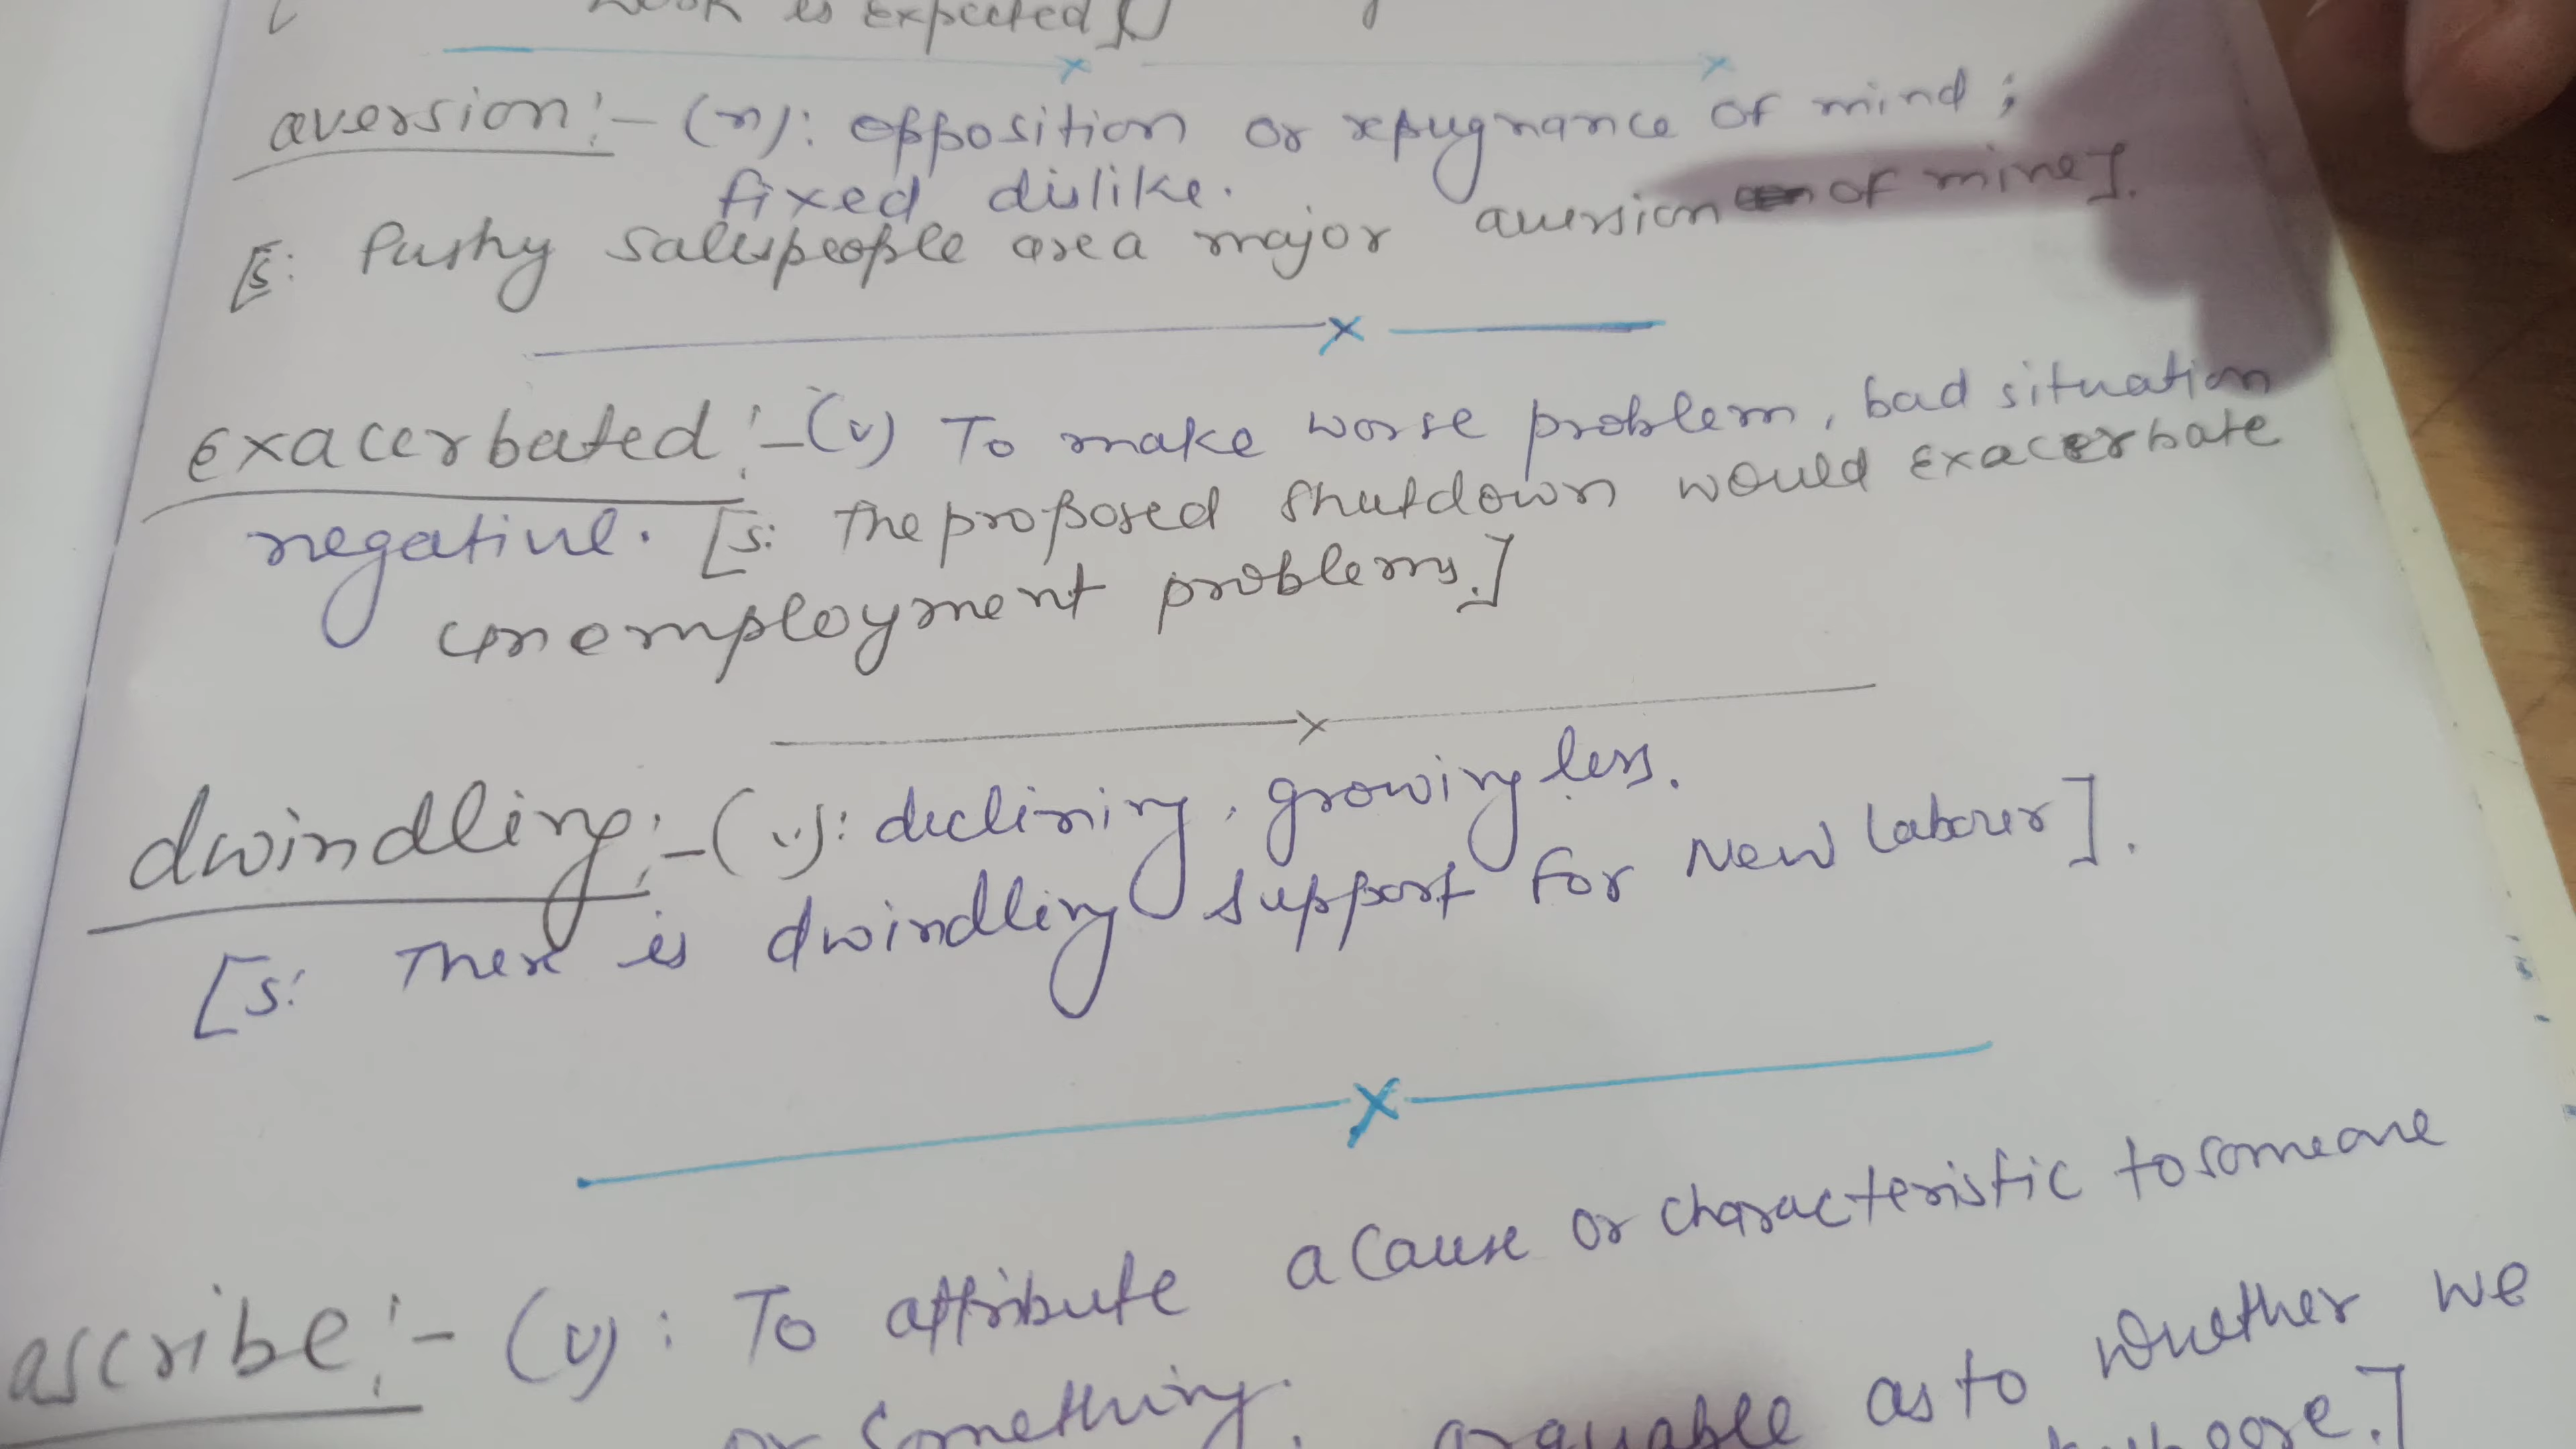 is expected]
aversion:- (n): opposition or repugnance of mind;
fixed dislike.
[s: Pushy salespeople are a major aversion of mine].
exacerbated:- (v) To make worse problem, bad situation
negative. [s: The proposed shutdown would exacerbate
unemployment problems.]
dwindling:- (v): declining, growing less.
[s: There is dwindling support for New Labour].
ascribe:- (v): To attribute a cause or characteristic to someone
or something. arguable as to whether we